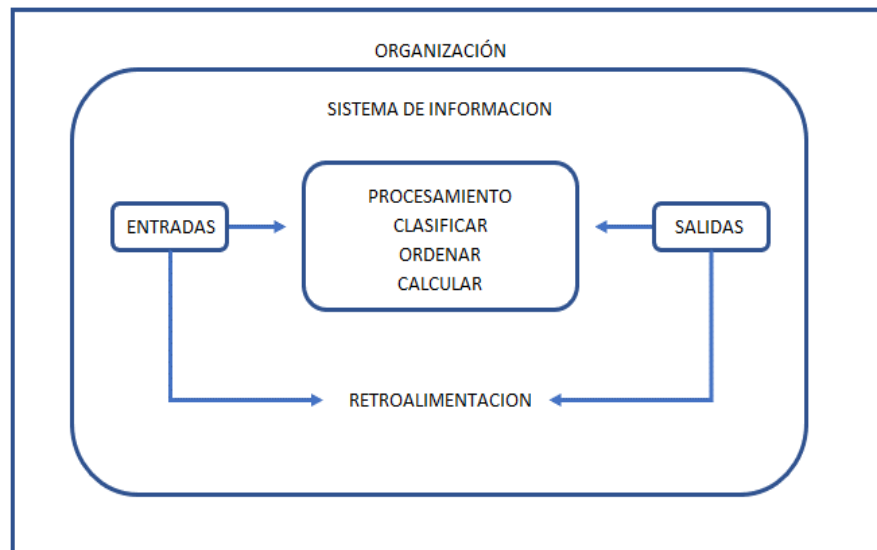 ORGANIZACIÓN
SISTEMA DE INFORMACION
PROCESAMIENTO
CLASIFICAR
ORDENAR
CALCULAR
ENTRADAS
SALIDAS
RETROALIMENTACION